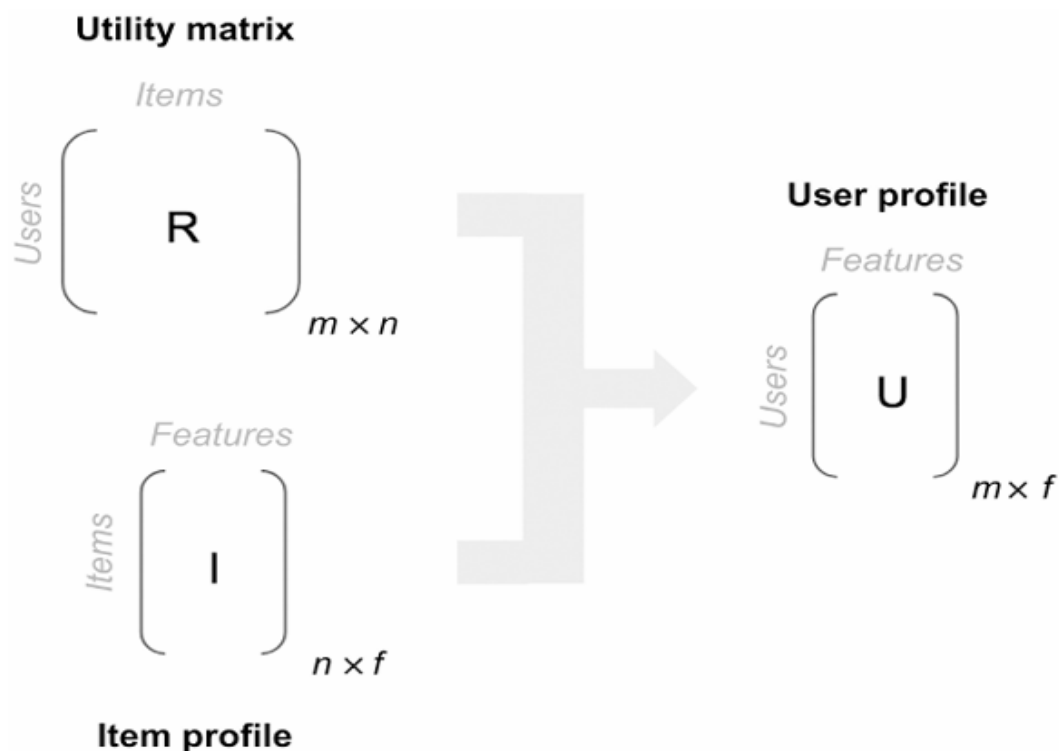 Utility matrix
Items
Users
R
m × n
Features
Items
I
n × f
Item profile
User profile
Features
Users
U
m × f